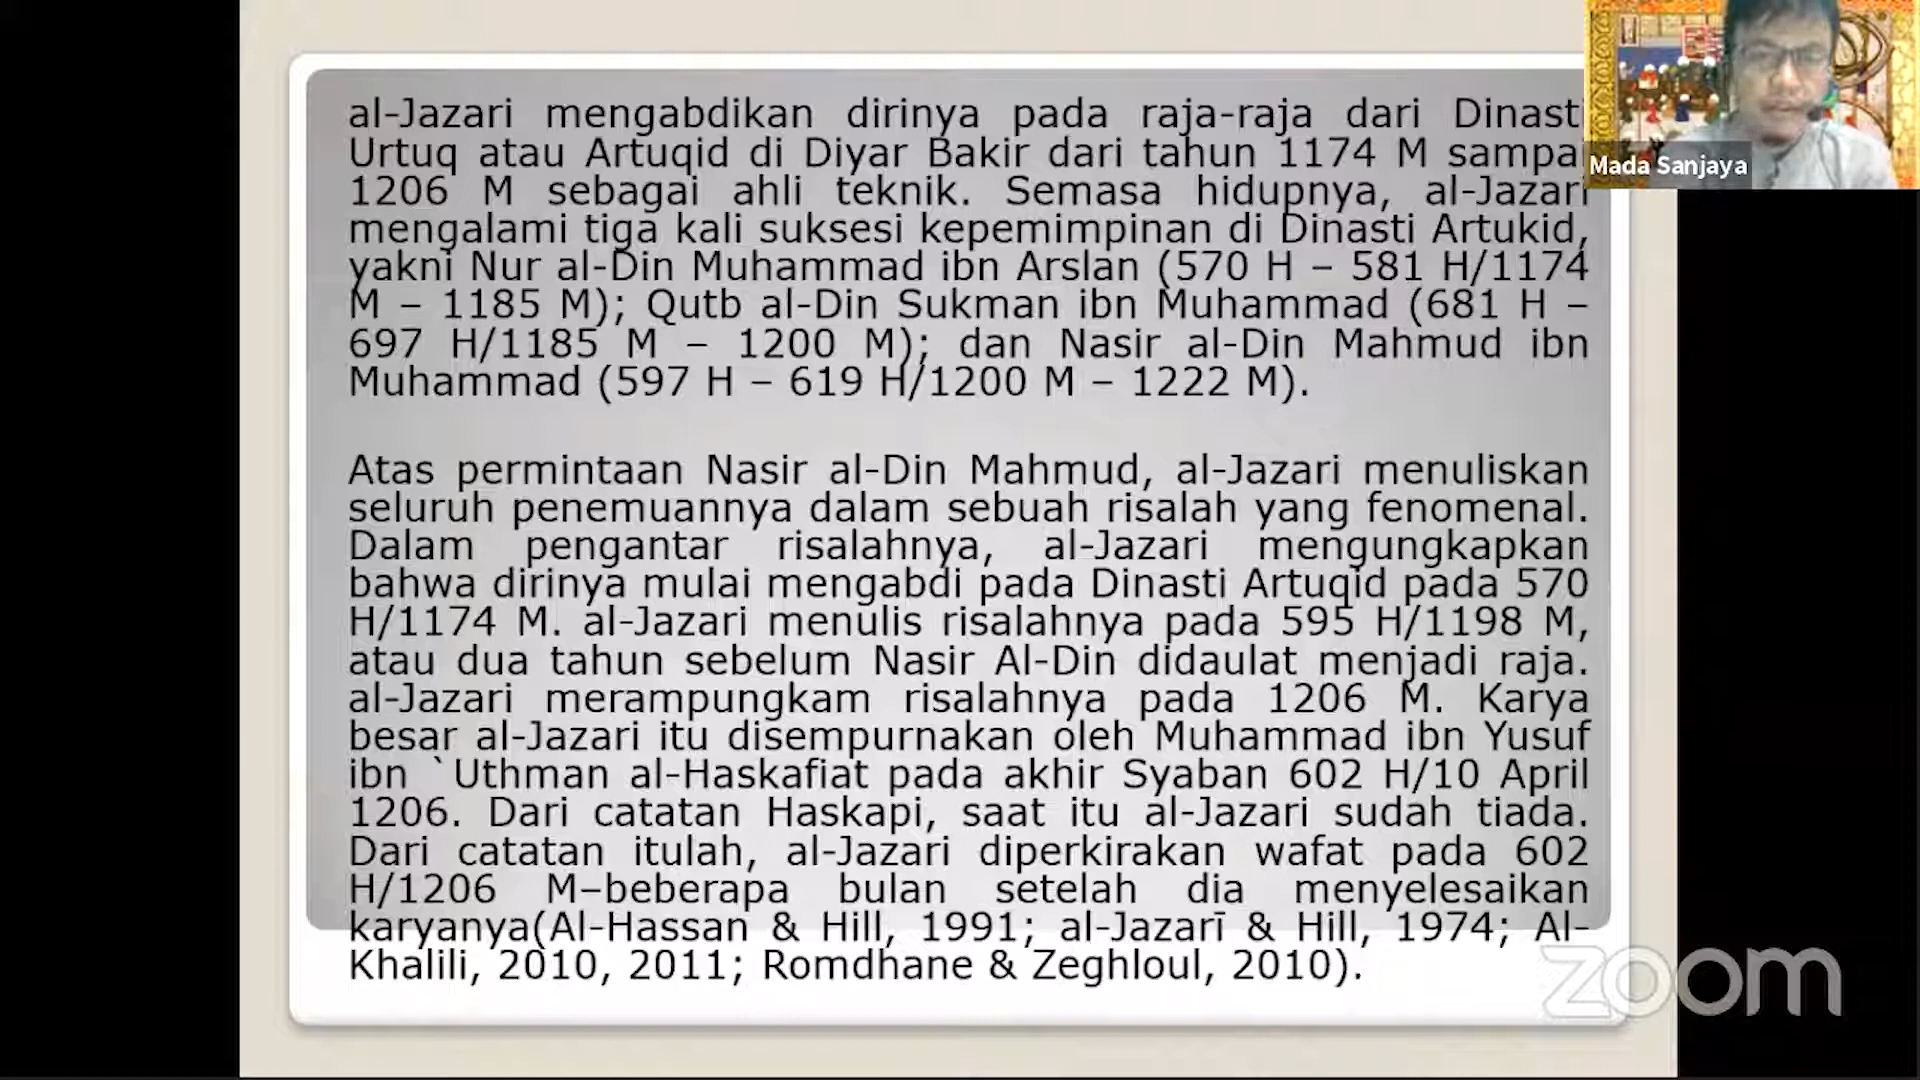 al-Jazari mengabdikan dirinya pada raja-raja dari Dinasti
Urtuq atau Artuqid di Diyar Bakir dari tahun 1174 M sampai
1206 M sebagai ahli teknik. Semasa hidupnya, al-Jazari
mengalami tiga kali suksesi kepemimpinan di Dinasti Artukid,
yakni Nur al-Din Muhammad ibn Arslan (570 H – 581 H/1174
M – 1185 M); Qutb al-Din Sukman ibn Muhammad (681 H –
697 H/1185 M – 1200 M); dan Nasir al-Din Mahmud ibn
Muhammad (597 H – 619 H/1200 M – 1222 M).
Atas permintaan Nasir al-Din Mahmud, al-Jazari menuliskan
seluruh penemuannya dalam sebuah risalah yang fenomenal.
Dalam pengantar risalahnya, al-Jazari mengungkapkan
bahwa dirinya mulai mengabdi pada Dinasti Artuqid pada 570
H/1174 M. al-Jazari menulis risalahnya pada 595 H/1198 M,
atau dua tahun sebelum Nasir Al-Din didaulat menjadi raja.
al-Jazari merampungkam risalahnya pada 1206 M. Karya
besar al-Jazari itu disempurnakan oleh Muhammad ibn Yusuf
ibn `Uthman al-Haskafiat pada akhir Syaban 602 H/10 April
1206. Dari catatan Haskapi, saat itu al-Jazari sudah tiada.
Dari catatan itulah, al-Jazari diperkirakan wafat pada 602
H/1206 M–beberapa bulan setelah dia menyelesaikan
karyanya(Al-Hassan & Hill, 1991; al-Jazarī & Hill, 1974; Al-
Khalili, 2010, 2011; Romdhane & Zeghloul, 2010).
Mada Sanjaya
zoom